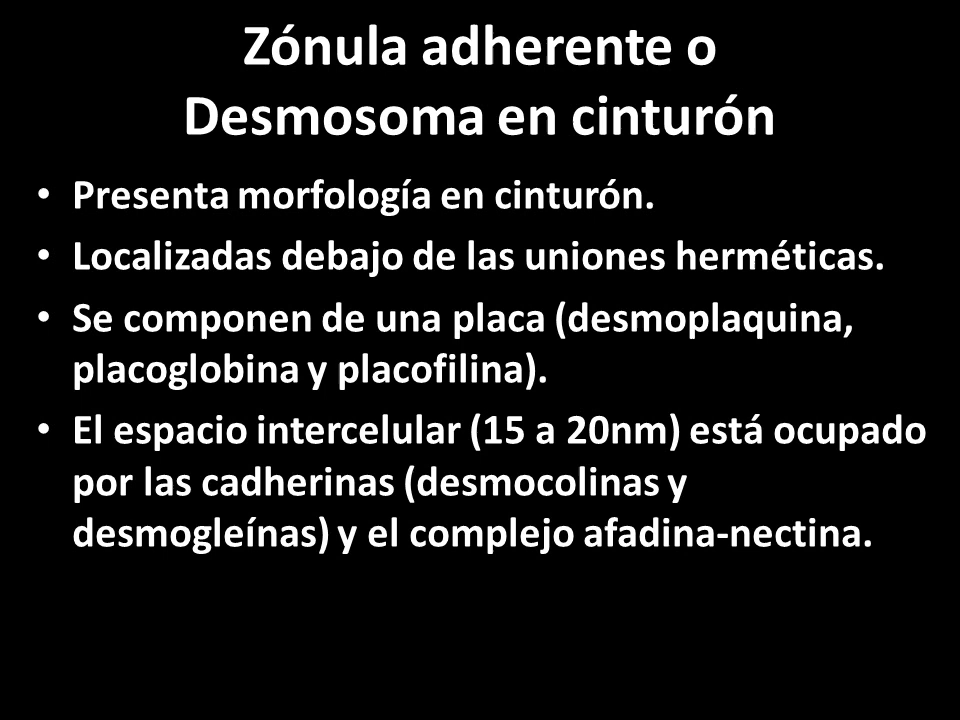 Zónula adherente o
Desmosoma en cinturón
• Presenta morfología en cinturón.
• Localizadas debajo de las uniones herméticas.
• Se componen de una placa (desmoplaquina,
placoglobina y placofilina).
• El espacio intercelular (15 a 20nm) está ocupado
por las cadherinas (desmocolinas y
desmogleínas) y el complejo afadina-nectina.